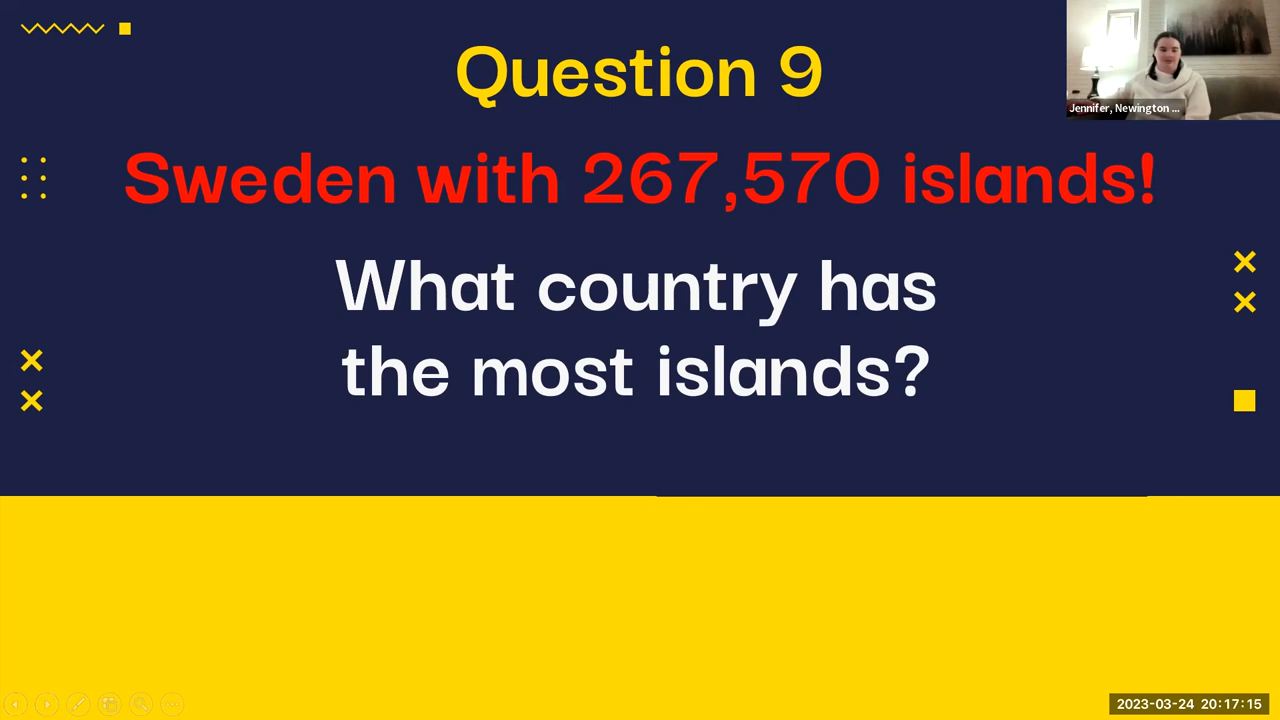 Question 9
Jennifer, Newington ...
Sweden with 267,570 islands!
What country has
the most islands?
2023-03-24 20:17:15